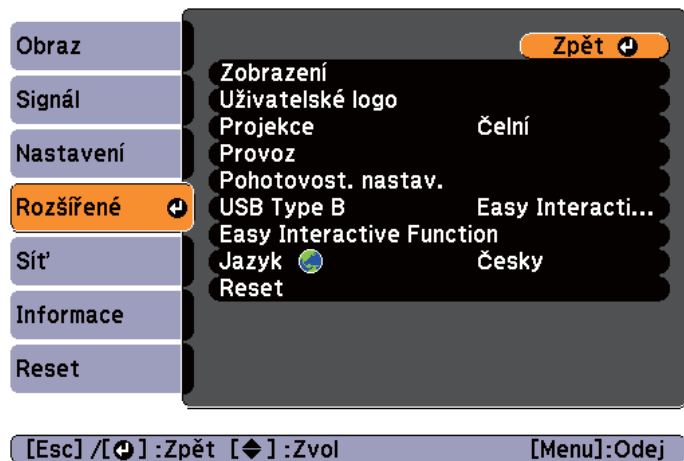 Obraz
Signál
Nastavení
Rozšířené
Síť
Informace
Reset
Zpět
Zobrazení
Uživatelské logo
Projekce Čelní
Provoz
Pohotovost. nastav.
USB Type B Easy Interacti...
Easy Interactive Function
Jazyk Česky
Reset
[Esc] /[ ] :Zpět [ ] :Zvol [Menu]:Odej